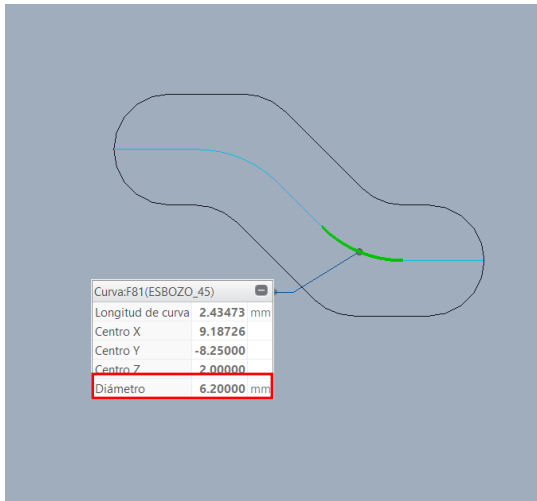 Curva:F81(ESBOZO_45)
Longitud de curva 2.43473 mm
Centro X 9.18726
Centro Y -8.25000
Centro Z 2.00000
Diámetro 6.20000 mm